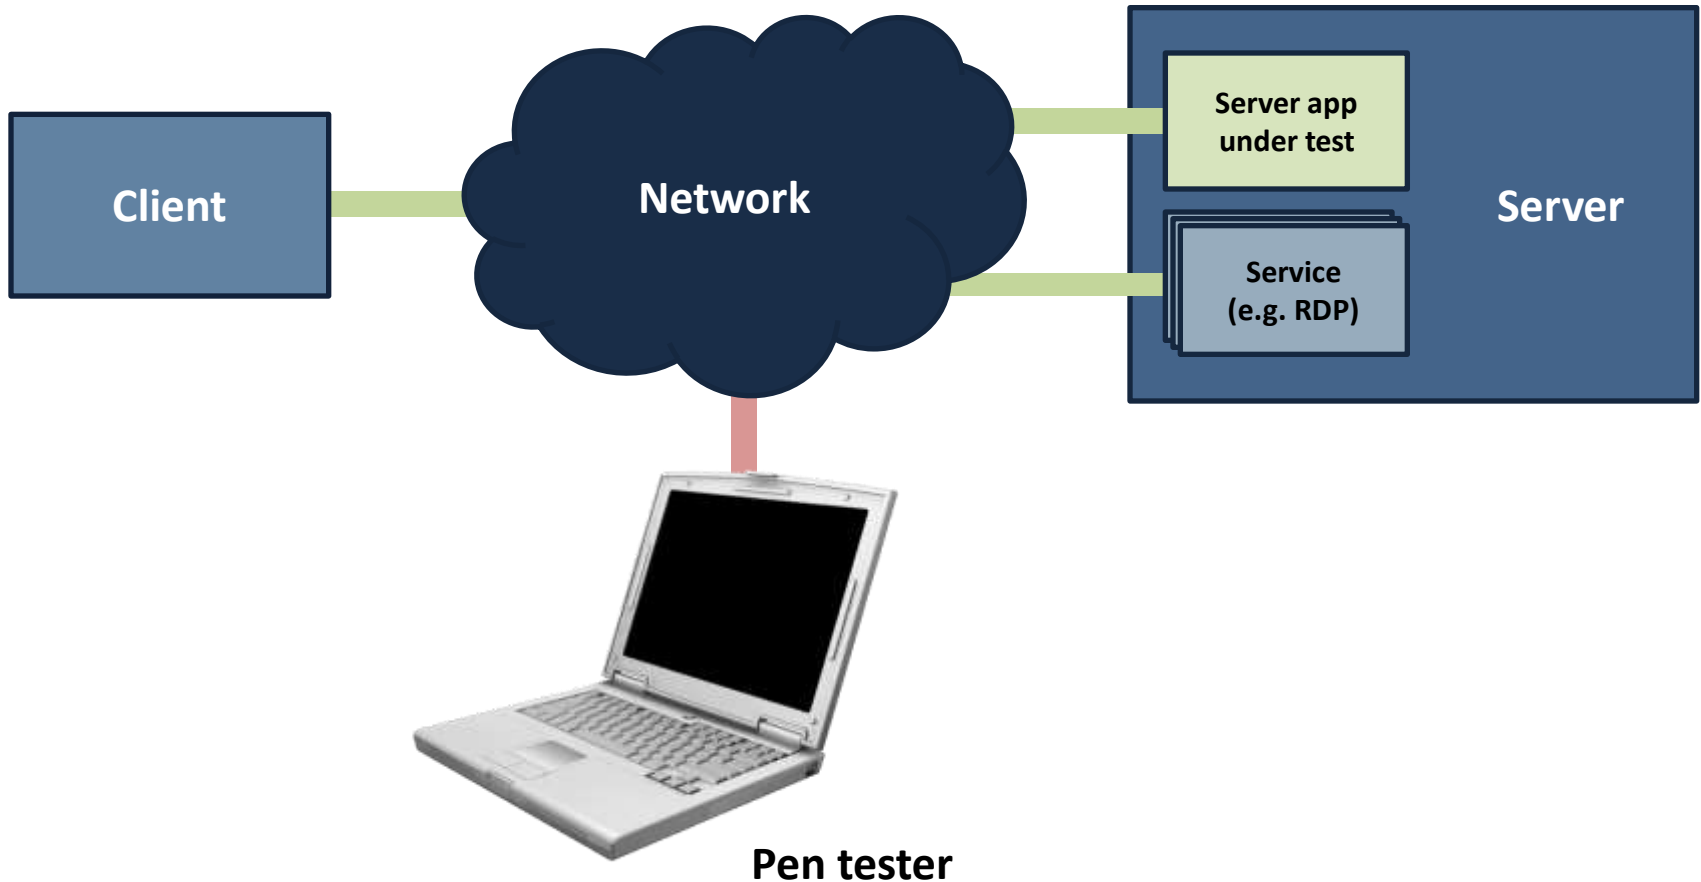 Client
Network
Server app
under test
Service
(e.g. RDP)
Server
Pen tester